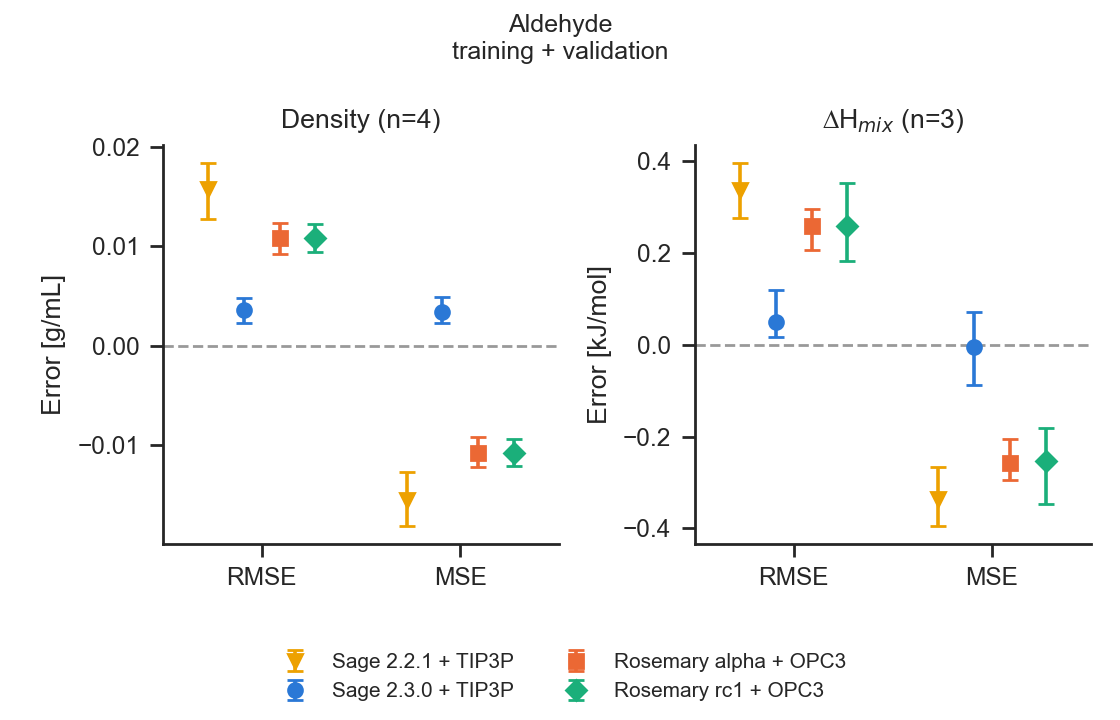 Aldehyde
training + validation
Density (n=4)
0.02
0.01
0.00
−0.01
Error [g/mL]
RMSE
MSE
ΔH_{mix} (n=3)
0.4
0.2
0.0
−0.2
−0.4
Error [kJ/mol]
RMSE
MSE
Sage 2.2.1 + TIP3P
Sage 2.3.0 + TIP3P
Rosemary alpha + OPC3
Rosemary rc1 + OPC3